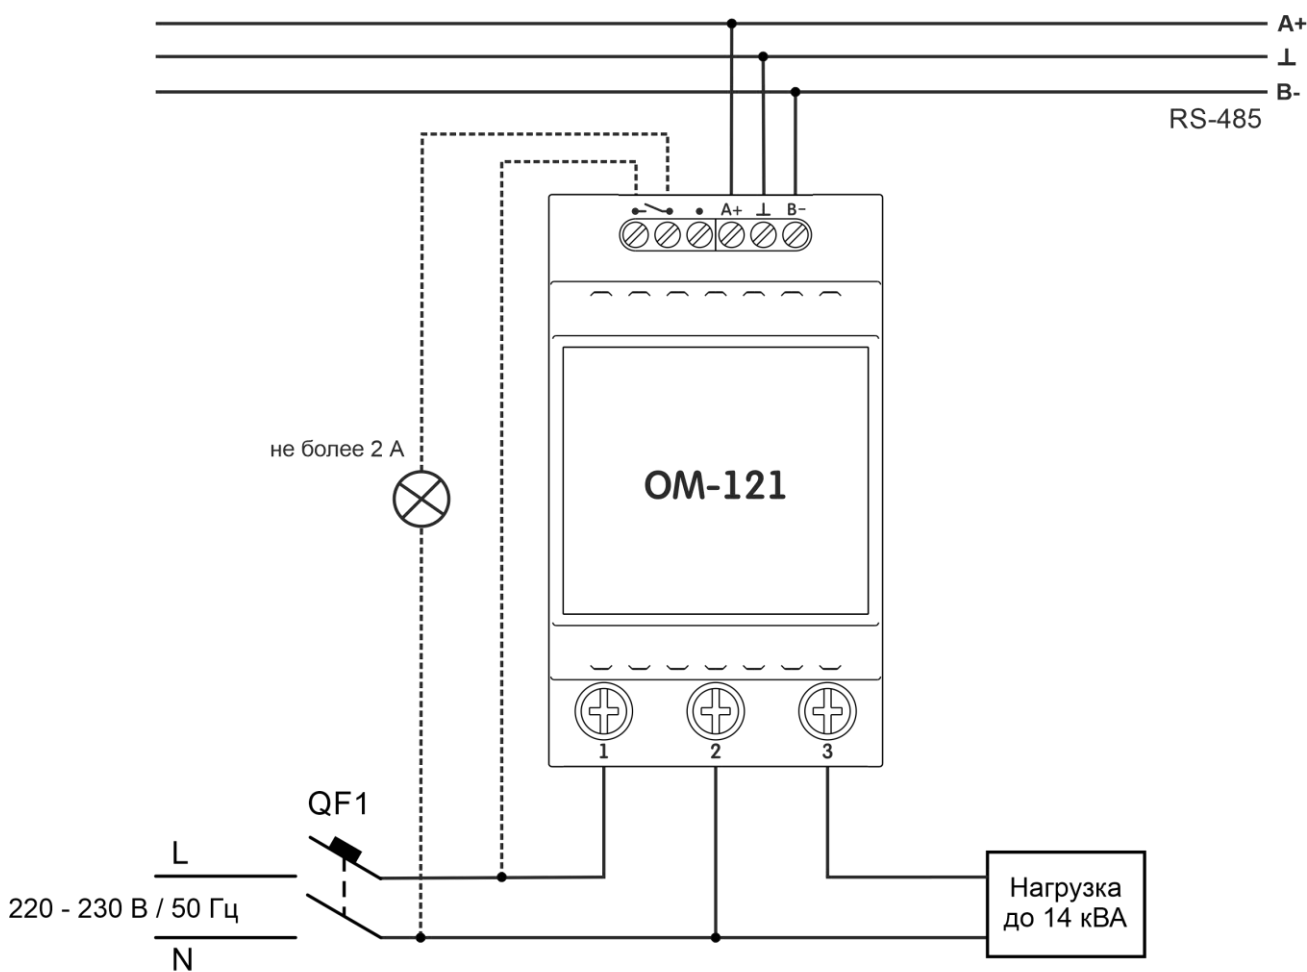 A+
⊥
B-
RS-485
A+ ⊥ B-
не более 2 А
ОМ-121
1 2 3
QF1
L
220 - 230 В / 50 Гц
N
Нагрузка
до 14 кВА